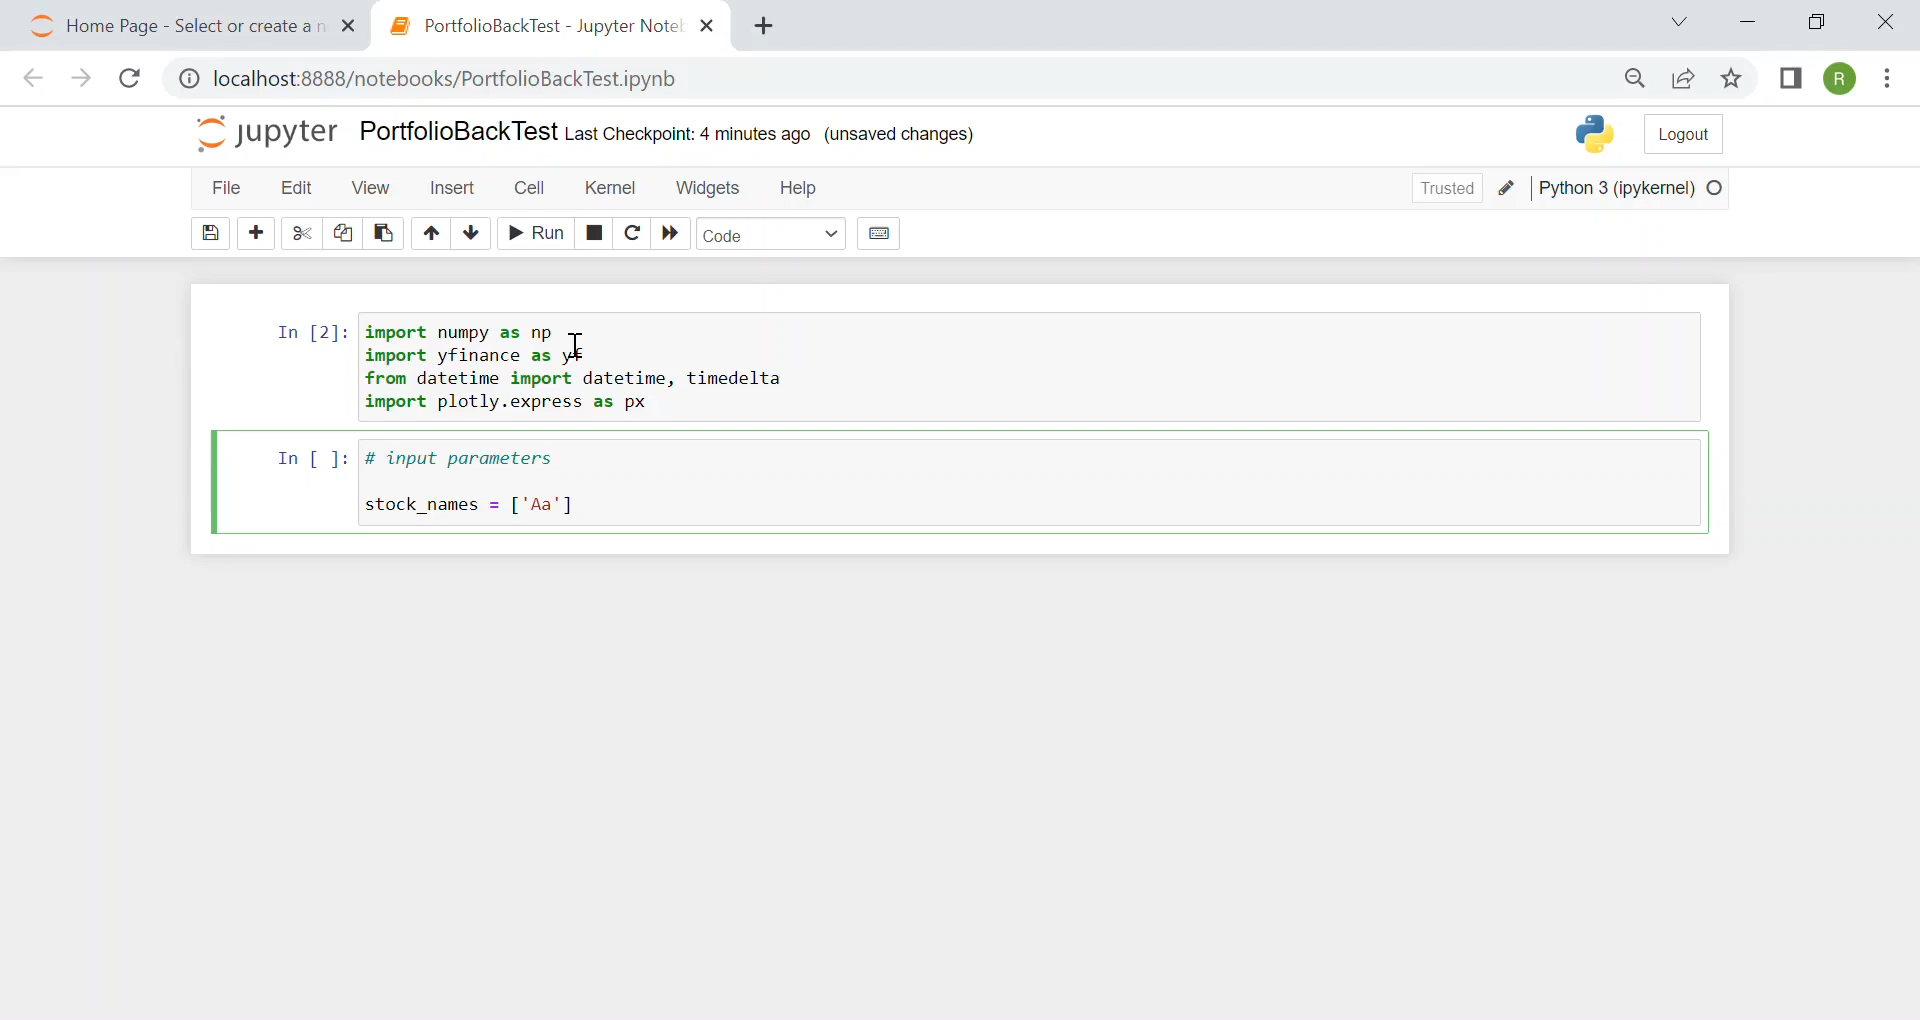 Home Page - Select or create a n
PortfolioBackTest - Jupyter Noteb
localhost:8888/notebooks/PortfolioBackTest.ipynb
R
jupyter PortfolioBackTest Last Checkpoint: 4 minutes ago (unsaved changes)
Logout
File Edit View Insert Cell Kernel Widgets Help
Trusted
Python 3 (ipykernel)
Run
Code
In [2]: import numpy as np
import yfinance as yf
from datetime import datetime, timedelta
import plotly.express as px
In [ ]: # input parameters
stock_names = ['Aa']